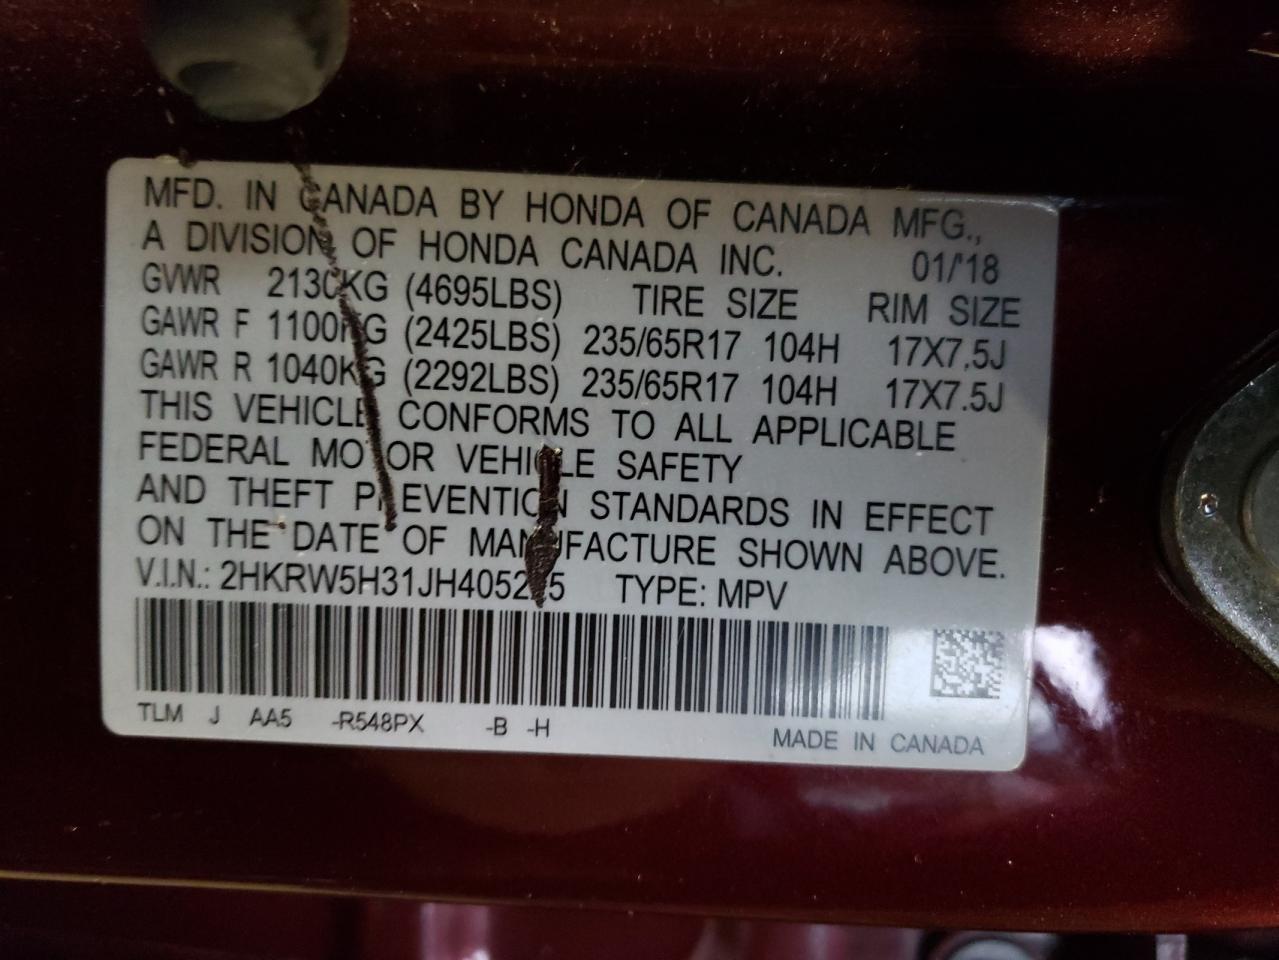 MFD. IN CANADA BY HONDA OF CANADA MFG.,
A DIVISION OF HONDA CANADA INC. 01/'18
GVWR 2130KG (4695LBS) TIRE SIZE RIM SIZE
GAWR F 1100KG (2425LBS) 235/65R17 104H 17X7.5J
GAWR R 1040KG (2292LBS) 235/65R17 104H 17X7.5J
THIS VEHICLE CONFORMS TO ALL APPLICABLE
FEDERAL MOTOR VEHICLE SAFETY
AND THEFT PREVENTION STANDARDS IN EFFECT
ON THE DATE OF MANUFACTURE SHOWN ABOVE.
V.I.N.: TYPE: MPV
TLM J AA5 -R548PX -B -H
MADE IN CANADA